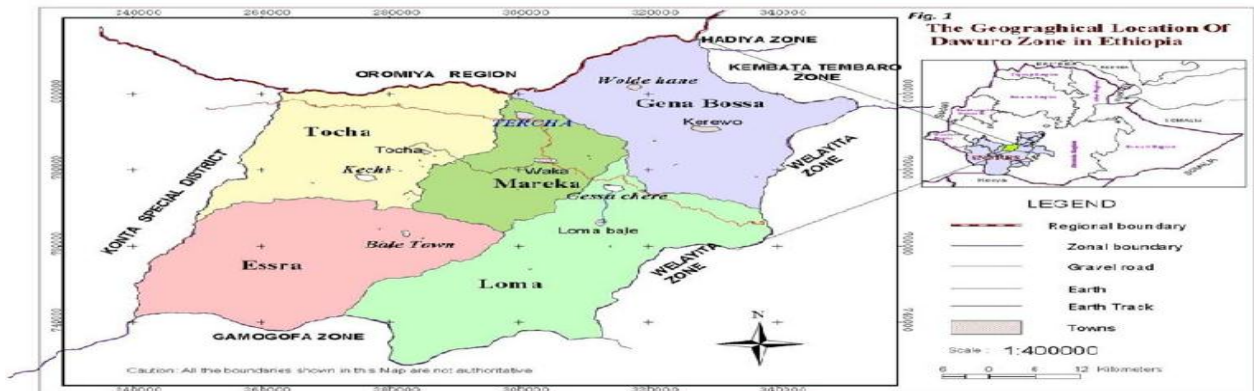 240000 260000 280000 300000 320000 340000
Fig. 1
The Geograghical Location Of
Dawuro Zone in Ethiopia
HADIYA ZONE
KEMBATA TEMBARO
ZONE
OROMIYA REGION
Wolde hane
Gena Bossa
Kerewo
TERCHA
Tocha
Tocha
Kechi
Waka
Mareka
Gessa chere
WELAYITA
ZONE
KONTA SPECIAL DISTRICT
Loma baje
Bale Town
Essra
Loma
WELAYITA
ZONE
GAMOGOFA ZONE
N
Caution: All the boundaries shown in this Map are not authoritative
SOMALIA
Kenya
LEGEND
Regional boundary
Zonal boundary
Gravel road
Earth
Earth Track
Towns
Scale : 1:400000
6 0 6 12 Kilometers
240000 260000 280000 300000 320000 340000